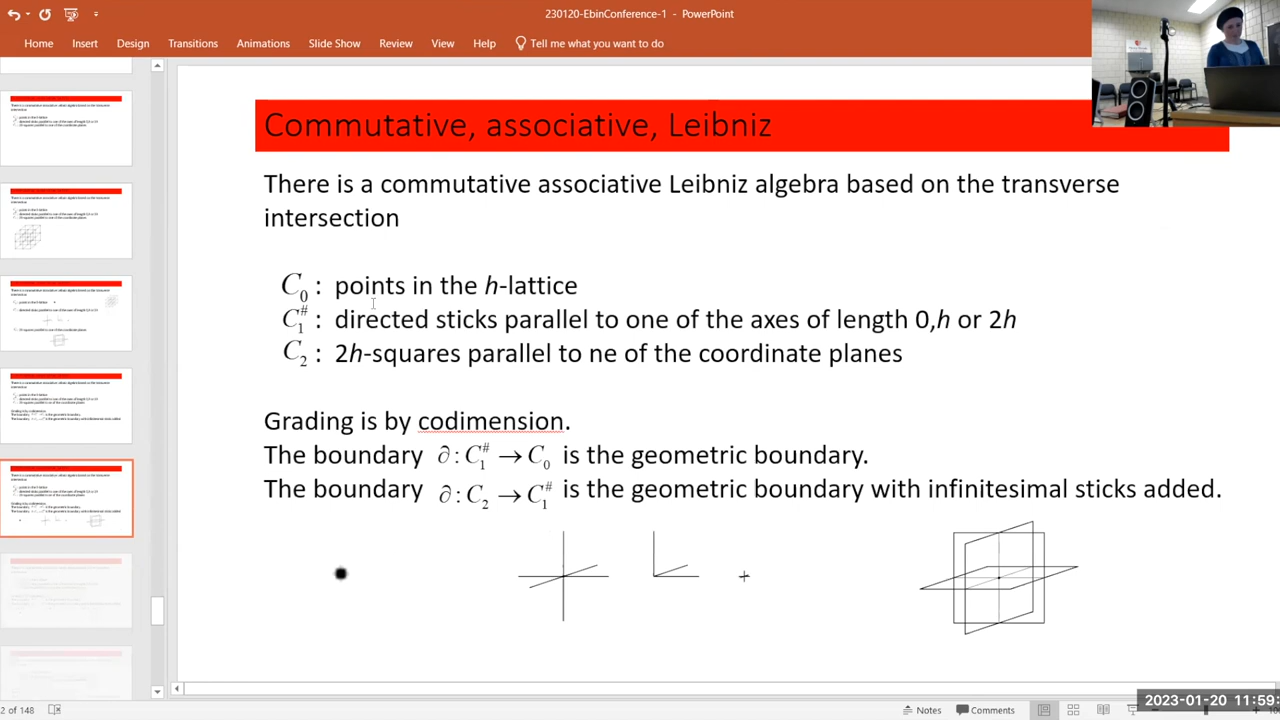 230120-EbinConference-1 - PowerPoint
Home Insert Design Transitions Animations Slide Show Review View Help Tell me what you want to do
Commutative, associative, Leibniz
There is a commutative associative Leibniz algebra based on the transverse
intersection
C₀ : points in the h-lattice
C₁^# : directed sticks parallel to one of the axes of length 0,h or 2h
C₂ : 2h-squares parallel to ne of the coordinate planes
Grading is by codimension.
The boundary ∂ : C₁^# → C₀ is the geometric boundary.
The boundary ∂ : C₂ → C₁^# is the geometric boundary with infinitesimal sticks added.
2 of 148 Notes Comments
2023-01-20 11:59: